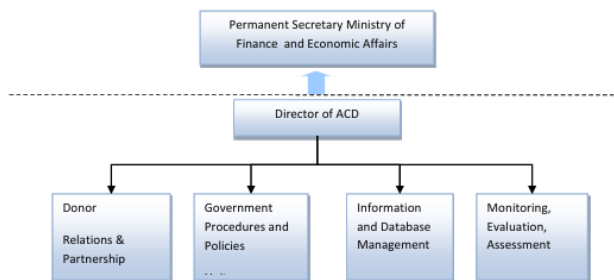 Permanent Secretary Ministry of
Finance and Economic Affairs
Director of ACD
Donor
Relations &
Partnership
Government
Procedures and
Policies
Information
and Database
Management
Monitoring,
Evaluation,
Assessment